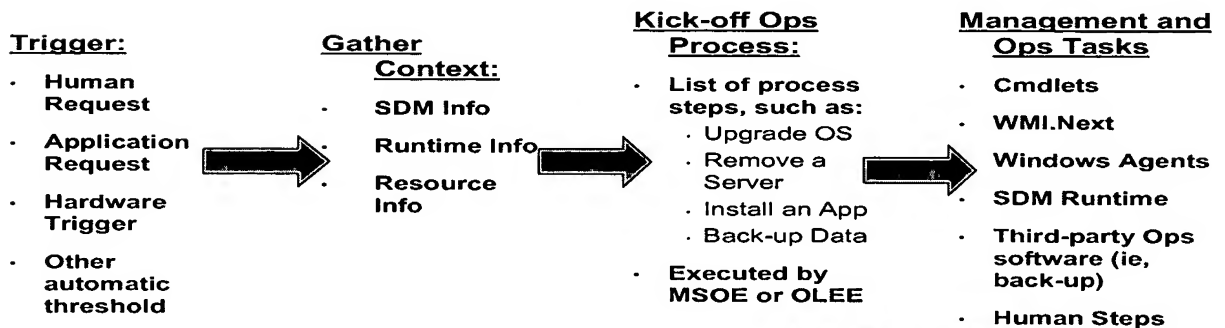 Trigger:
· Human
Request
· Application
Request
· Hardware
Trigger
· Other
automatic
threshold
Gather
Context:
· SDM Info
· Runtime Info
· Resource
Info
Kick-off Ops
Process:
· List of process
steps, such as:
· Upgrade OS
· Remove a
Server
· Install an App
· Back-up Data
· Executed by
MSOE or OLEE
Management and
Ops Tasks
· Cmdlets
· WMI.Next
· Windows Agents
· SDM Runtime
· Third-party Ops
software (ie,
back-up)
· Human Steps